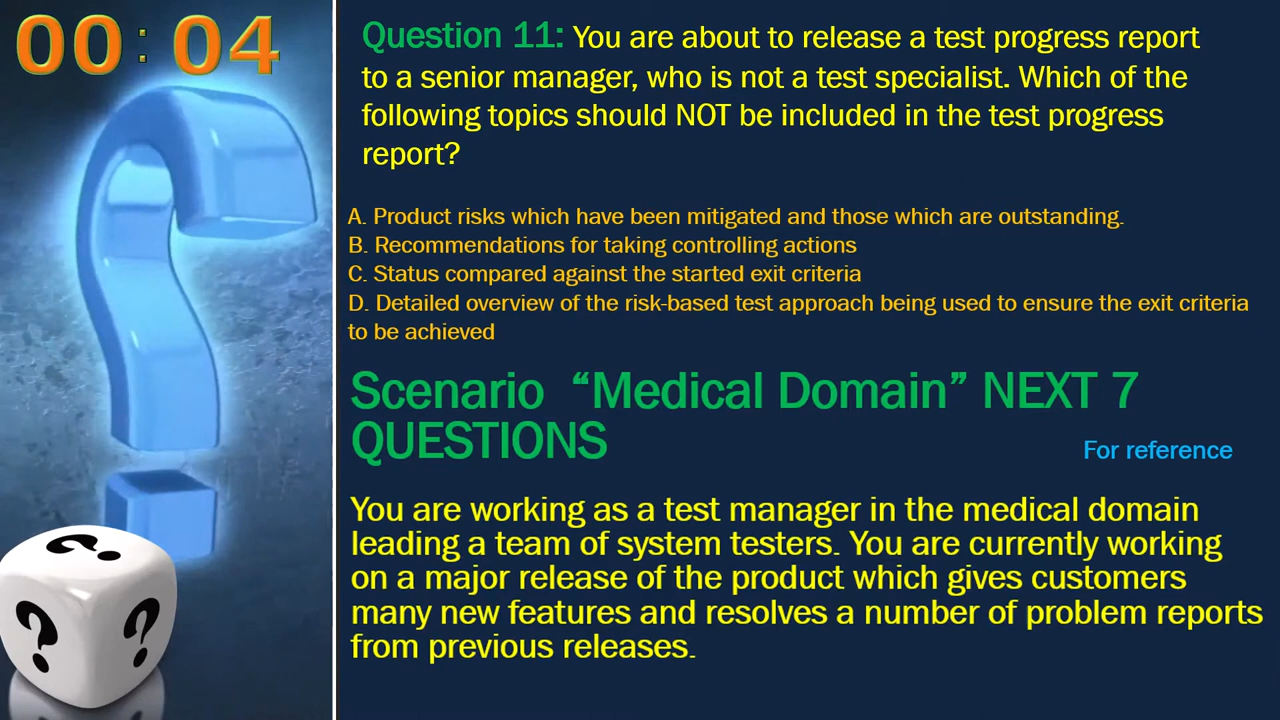 00:04
Question 11: You are about to release a test progress report
to a senior manager, who is not a test specialist. Which of the
following topics should NOT be included in the test progress
report?
A. Product risks which have been mitigated and those which are outstanding.
B. Recommendations for taking controlling actions
C. Status compared against the started exit criteria
D. Detailed overview of the risk-based test approach being used to ensure the exit criteria
to be achieved
Scenario “Medical Domain” NEXT 7
QUESTIONS
For reference
You are working as a test manager in the medical domain
leading a team of system testers. You are currently working
on a major release of the product which gives customers
many new features and resolves a number of problem reports
from previous releases.